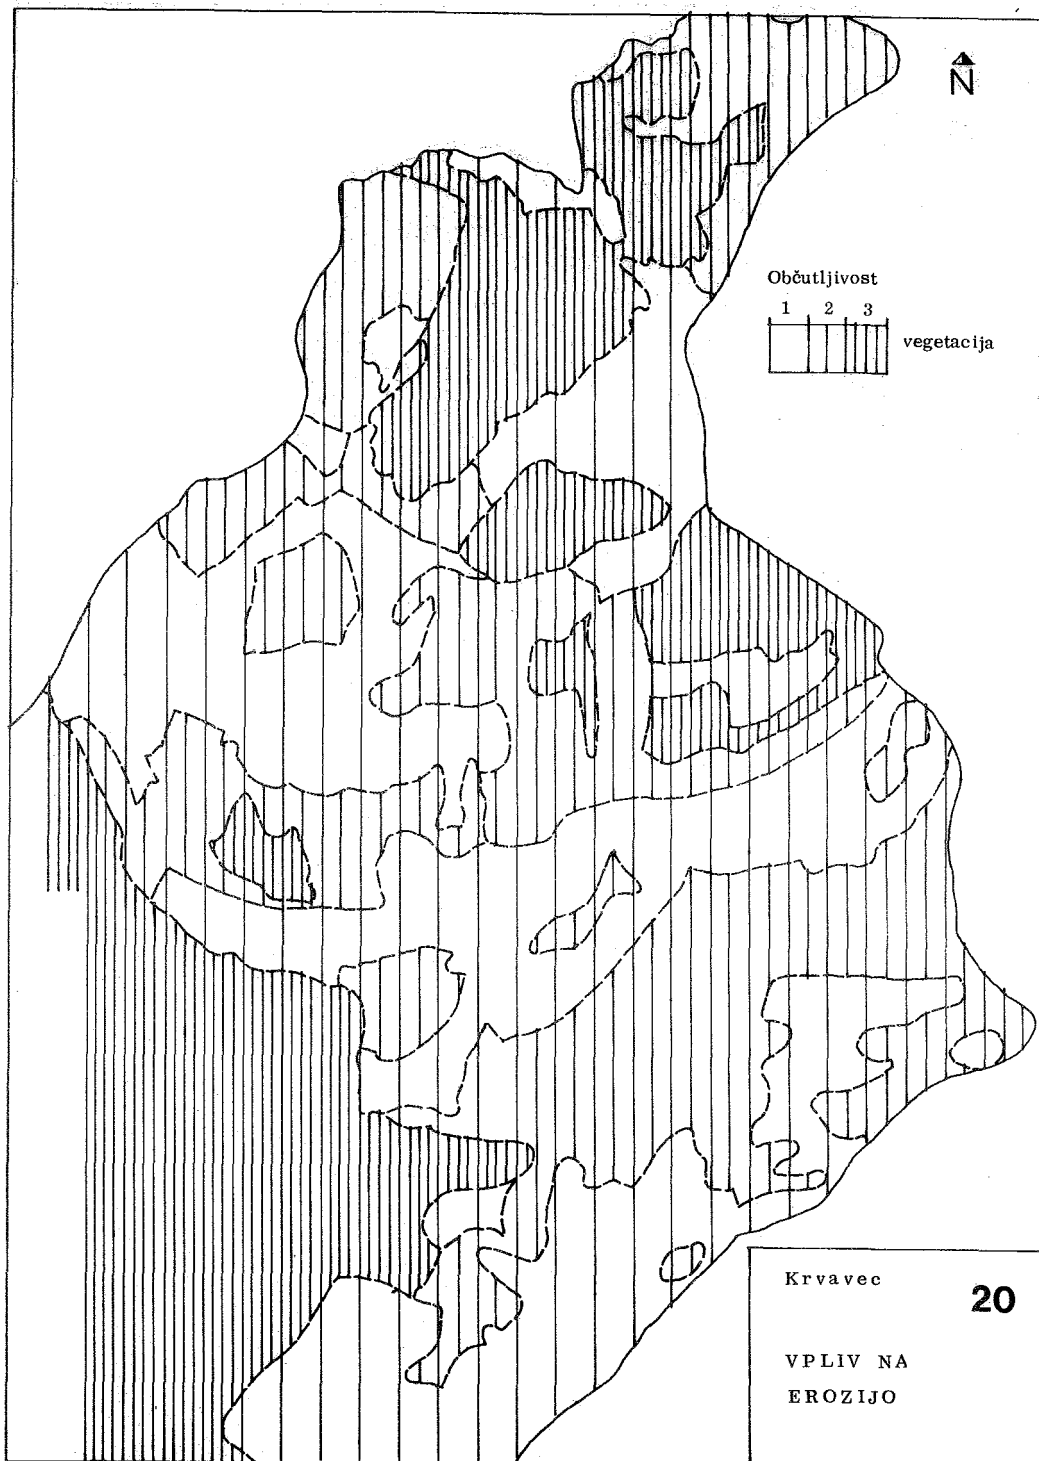 N
Občutljivost
1 2 3
vegetacija
Krvavec
20
VPLIV NA
EROZIJO